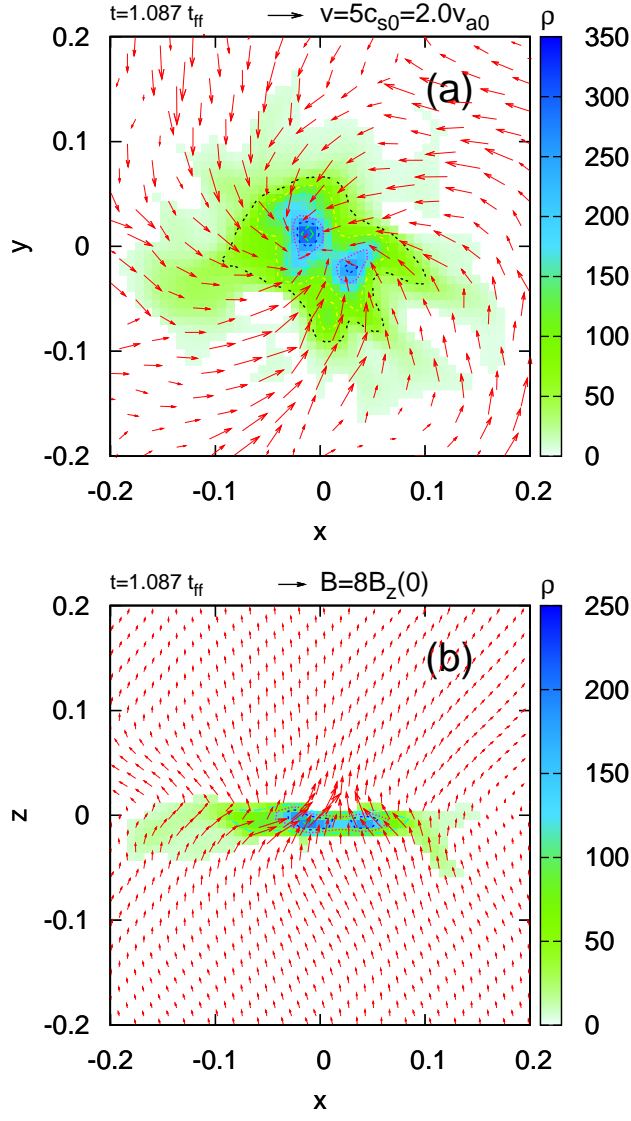 t=1.087 t_ff v=5c_s0=2.0v_a0 ρ
(a)
0.2 350
300
0.1 250
200
y 0
150
-0.1 100
50
-0.2 0
-0.2 -0.1 0 0.1 0.2
x
t=1.087 t_ff B=8B_z(0) ρ
(b)
0.2 250
0.1 200
150
z 0
100
-0.1 50
-0.2 0
-0.2 -0.1 0 0.1 0.2
x